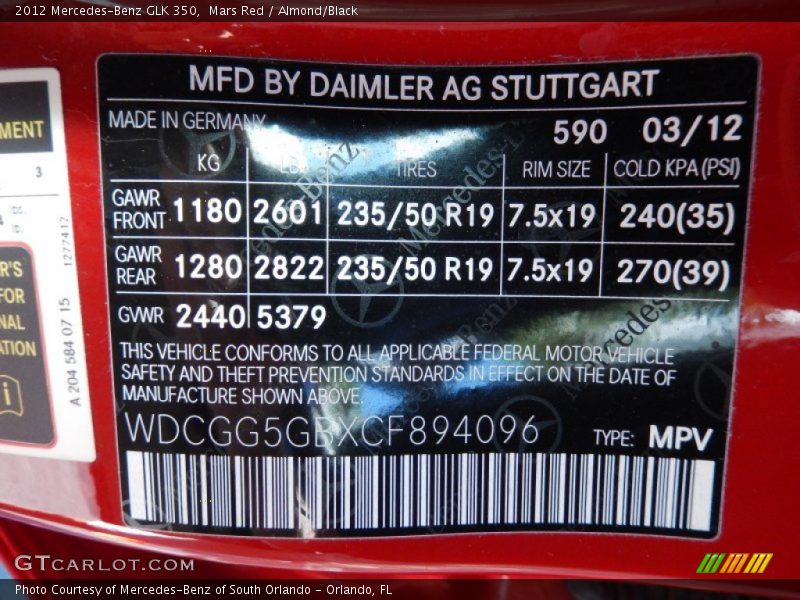 2012 Mercedes-Benz GLK 350,  Mars Red / Almond/Black
MFD BY DAIMLER AG STUTTGART
MADE IN GERMANY
590 03/12
KG LB TIRES RIM SIZE COLD KPA(PSI)
GAWR FRONT 1180 2601 235/50 R19 7.5x19 240(35)
GAWR REAR 1280 2822 235/50 R19 7.5x19 270(39)
GWR 2440 5379
THIS VEHICLE CONFORMS TO ALL APPLICABLE FEDERAL MOTOR VEHICLE
SAFETY AND THEFT PREVENTION STANDARDS IN EFFECT ON THE DATE OF
MANUFACTURE SHOWN ABOVE.
WDCGG5GBXCF894096
TYPE: MPV
MENT
3
R'S
FOR
NAL
ATION
i
1277412
A 204 584 07 15
Mercedes-Benz
Mercedes-
GTCARLOT.COM
Photo Courtesy of Mercedes-Benz of South Orlando - Orlando, FL